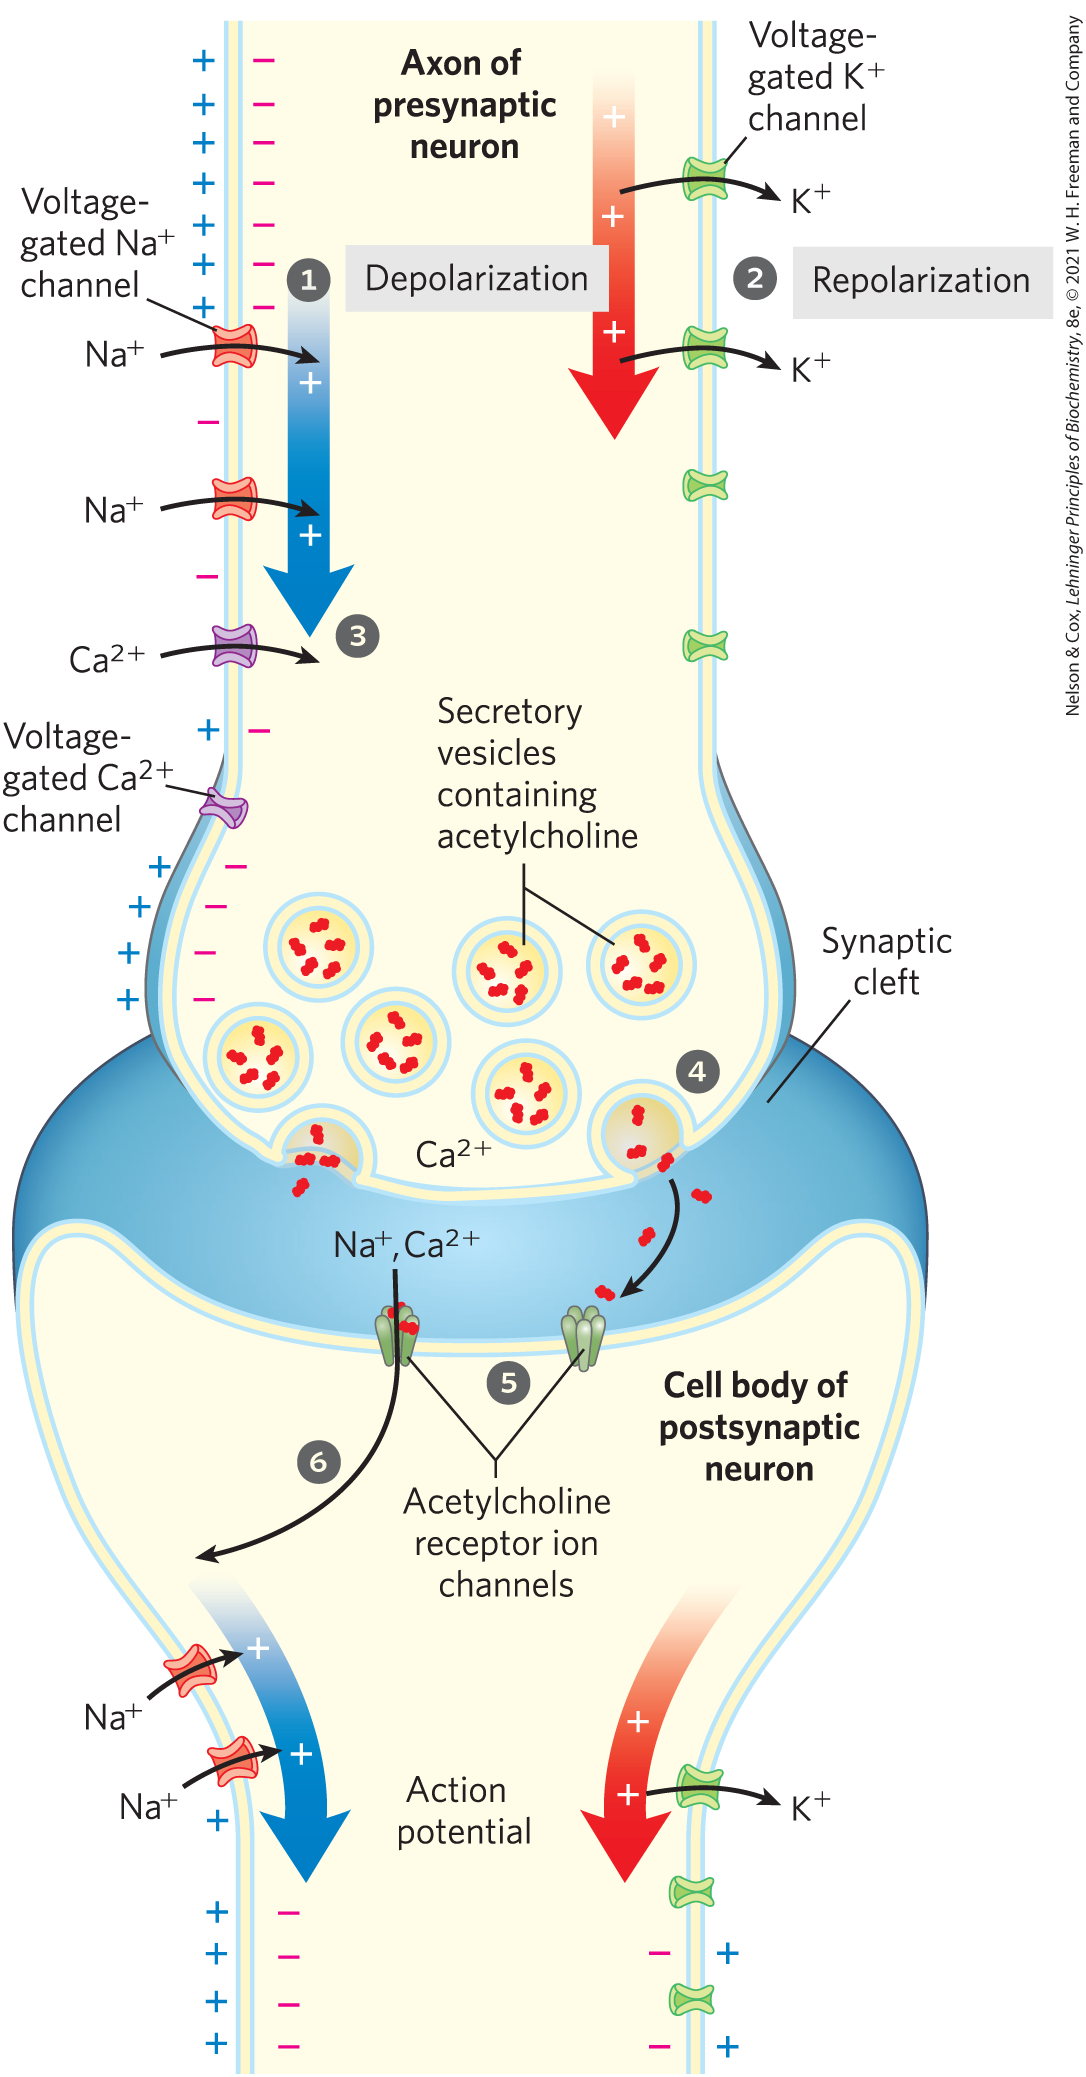 Axon of
presynaptic
neuron
Voltage-
gated K+
channel
K+
Voltage-
gated Na+
channel
1
Depolarization
2
Repolarization
Na+
K+
Na+
3
Ca2+
Secretory
vesicles
containing
acetylcholine
Voltage-
gated Ca2+
channel
Synaptic
cleft
4
Ca2+
Na+, Ca2+
5
Cell body of
postsynaptic
neuron
6
Acetylcholine
receptor ion
channels
Na+
Na+
Action
potential
K+
Nelson & Cox, Lehninger Principles of Biochemistry, 8e, © 2021 W. H. Freeman and Company